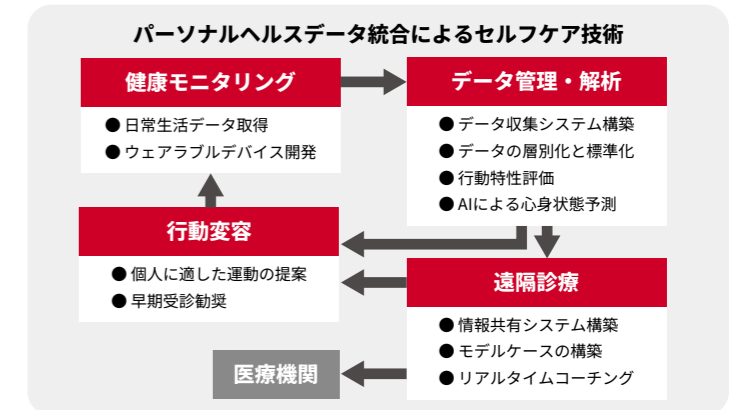 パーソナルヘルスデータ統合によるセルフケア技術
健康モニタリング
● 日常生活データ取得
● ウェアラブルデバイス開発
データ管理・解析
● データ収集システム構築
● データの層別化と標準化
● 行動特性評価
● AIによる心身状態予測
行動変容
● 個人に適した運動の提案
● 早期受診勧奨
遠隔診療
● 情報共有システム構築
● モデルケースの構築
● リアルタイムコーチング
医療機関